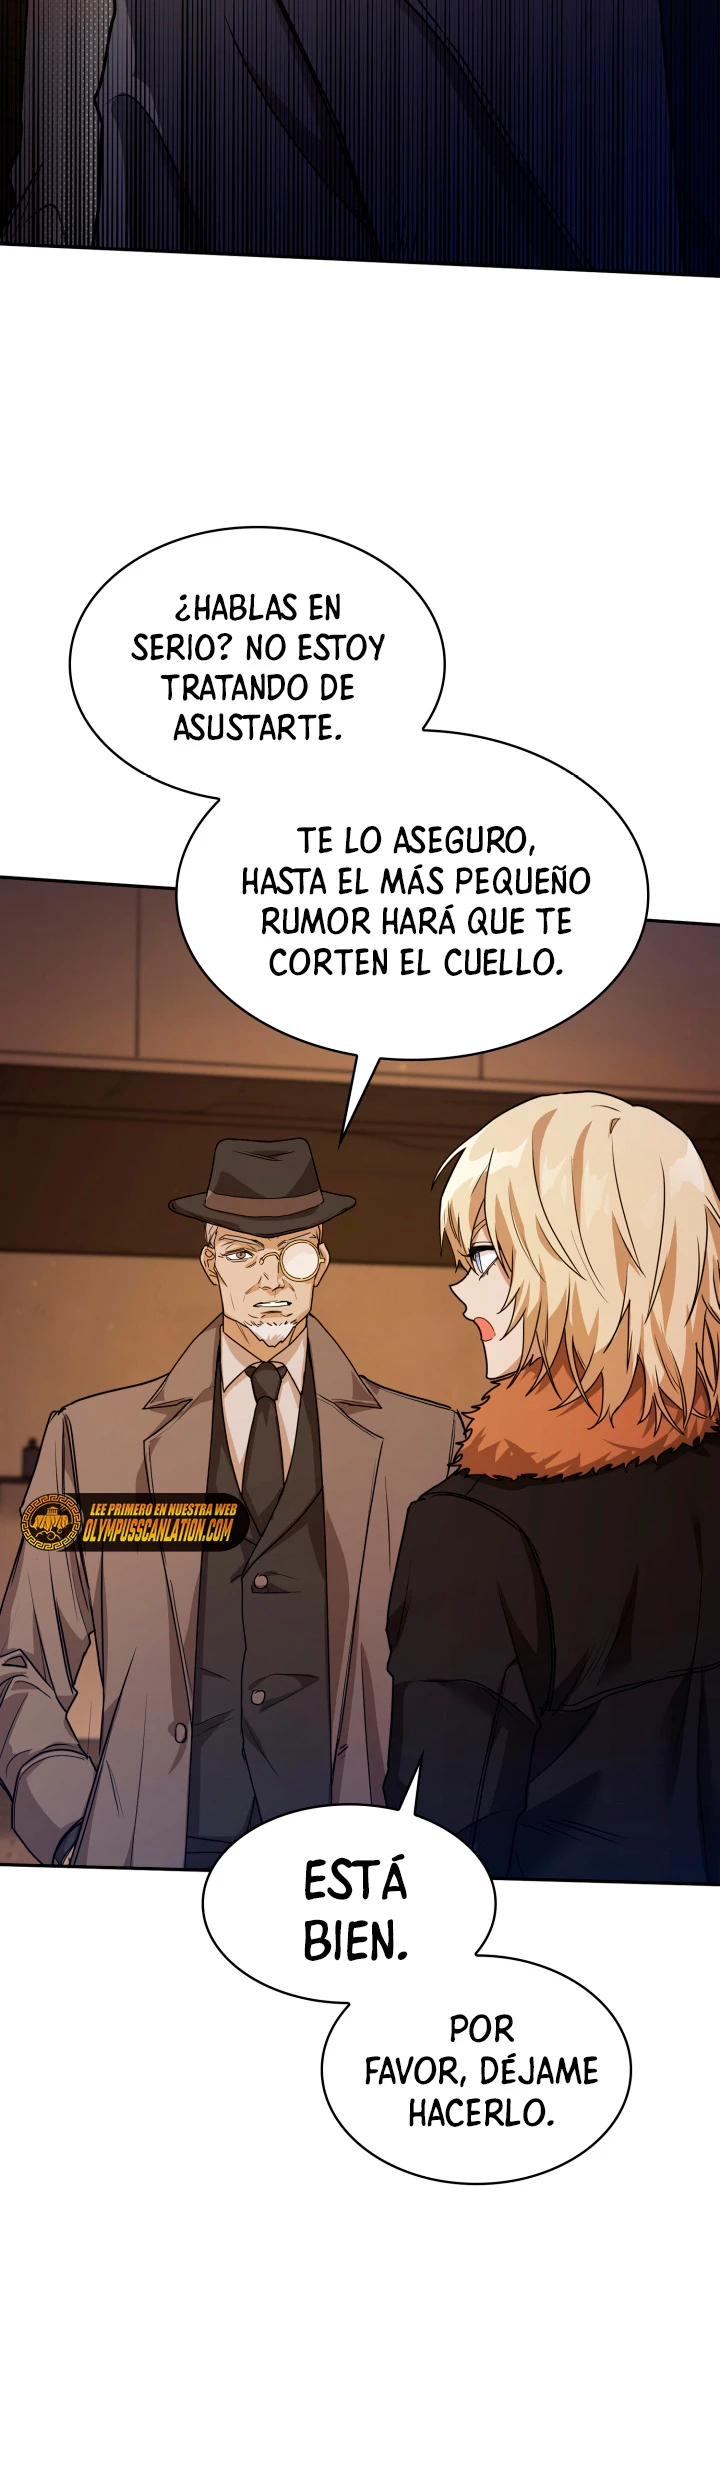 ¿HABLAS EN
SERIO? NO ESTOY
TRATANDO DE
ASUSTARTE.
TE LO ASEGURO,
HASTA EL MÁS PEQUEÑO
RUMOR HARÁ QUE TE
CORTEN EL CUELLO.
LEE PRIMERO EN NUESTRA WEB
OLYMPUSSCANLATION.COM
ESTÁ
BIEN.
POR
FAVOR, DÉJAME
HACERLO.